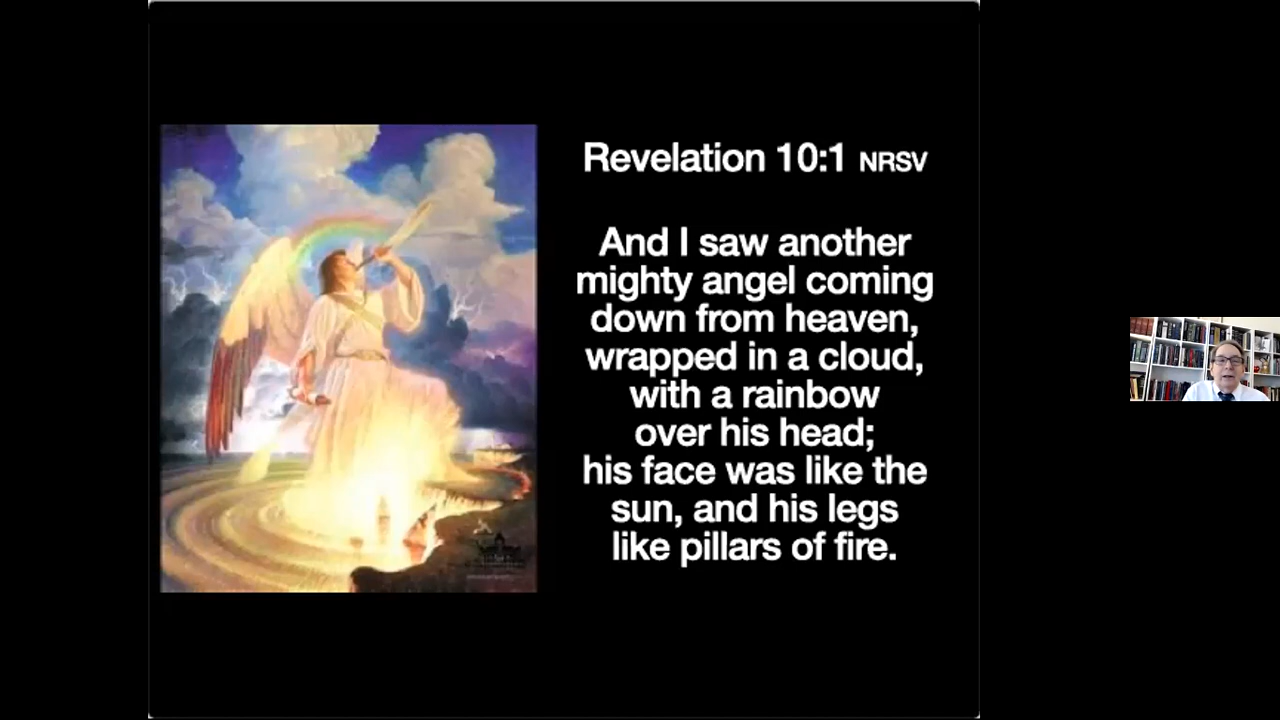 Revelation 10:1 NRSV
And I saw another
mighty angel coming
down from heaven,
wrapped in a cloud,
with a rainbow
over his head;
his face was like the
sun, and his legs
like pillars of fire.